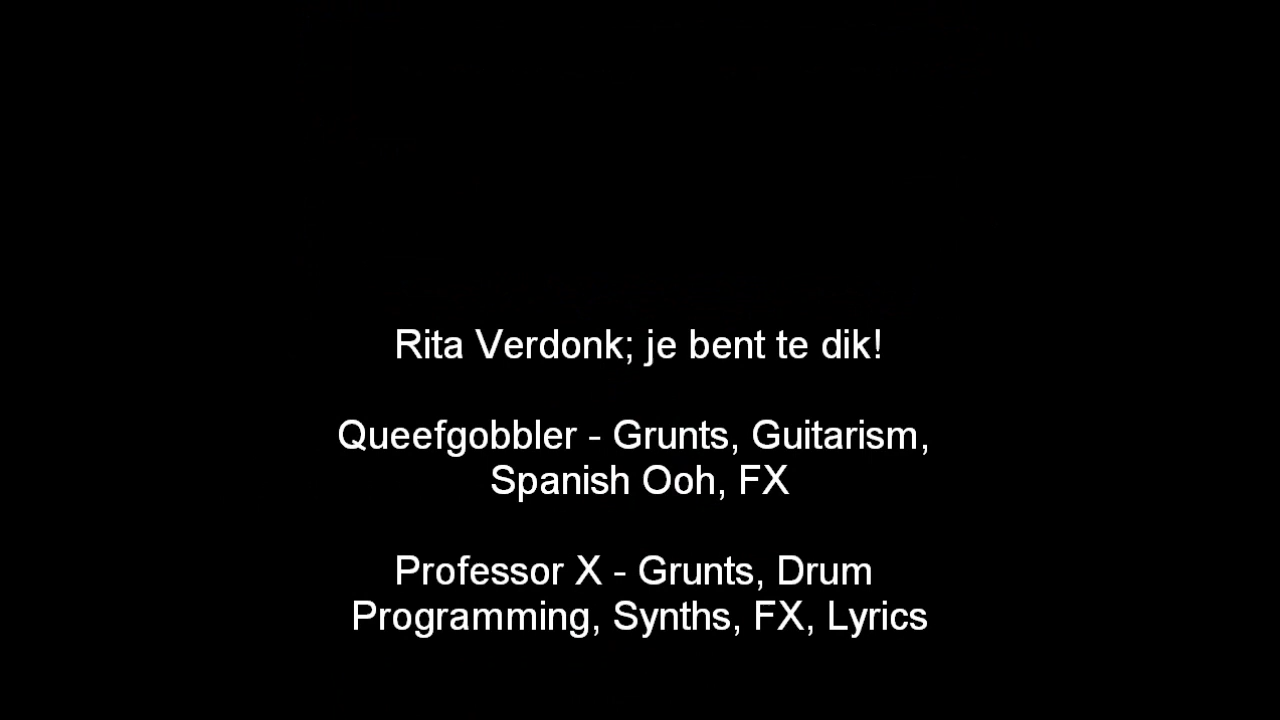 Rita Verdonk; je bent te dik!
Queefgobbler - Grunts, Guitarism,
Spanish Ooh, FX
Professor X - Grunts, Drum
Programming, Synths, FX, Lyrics